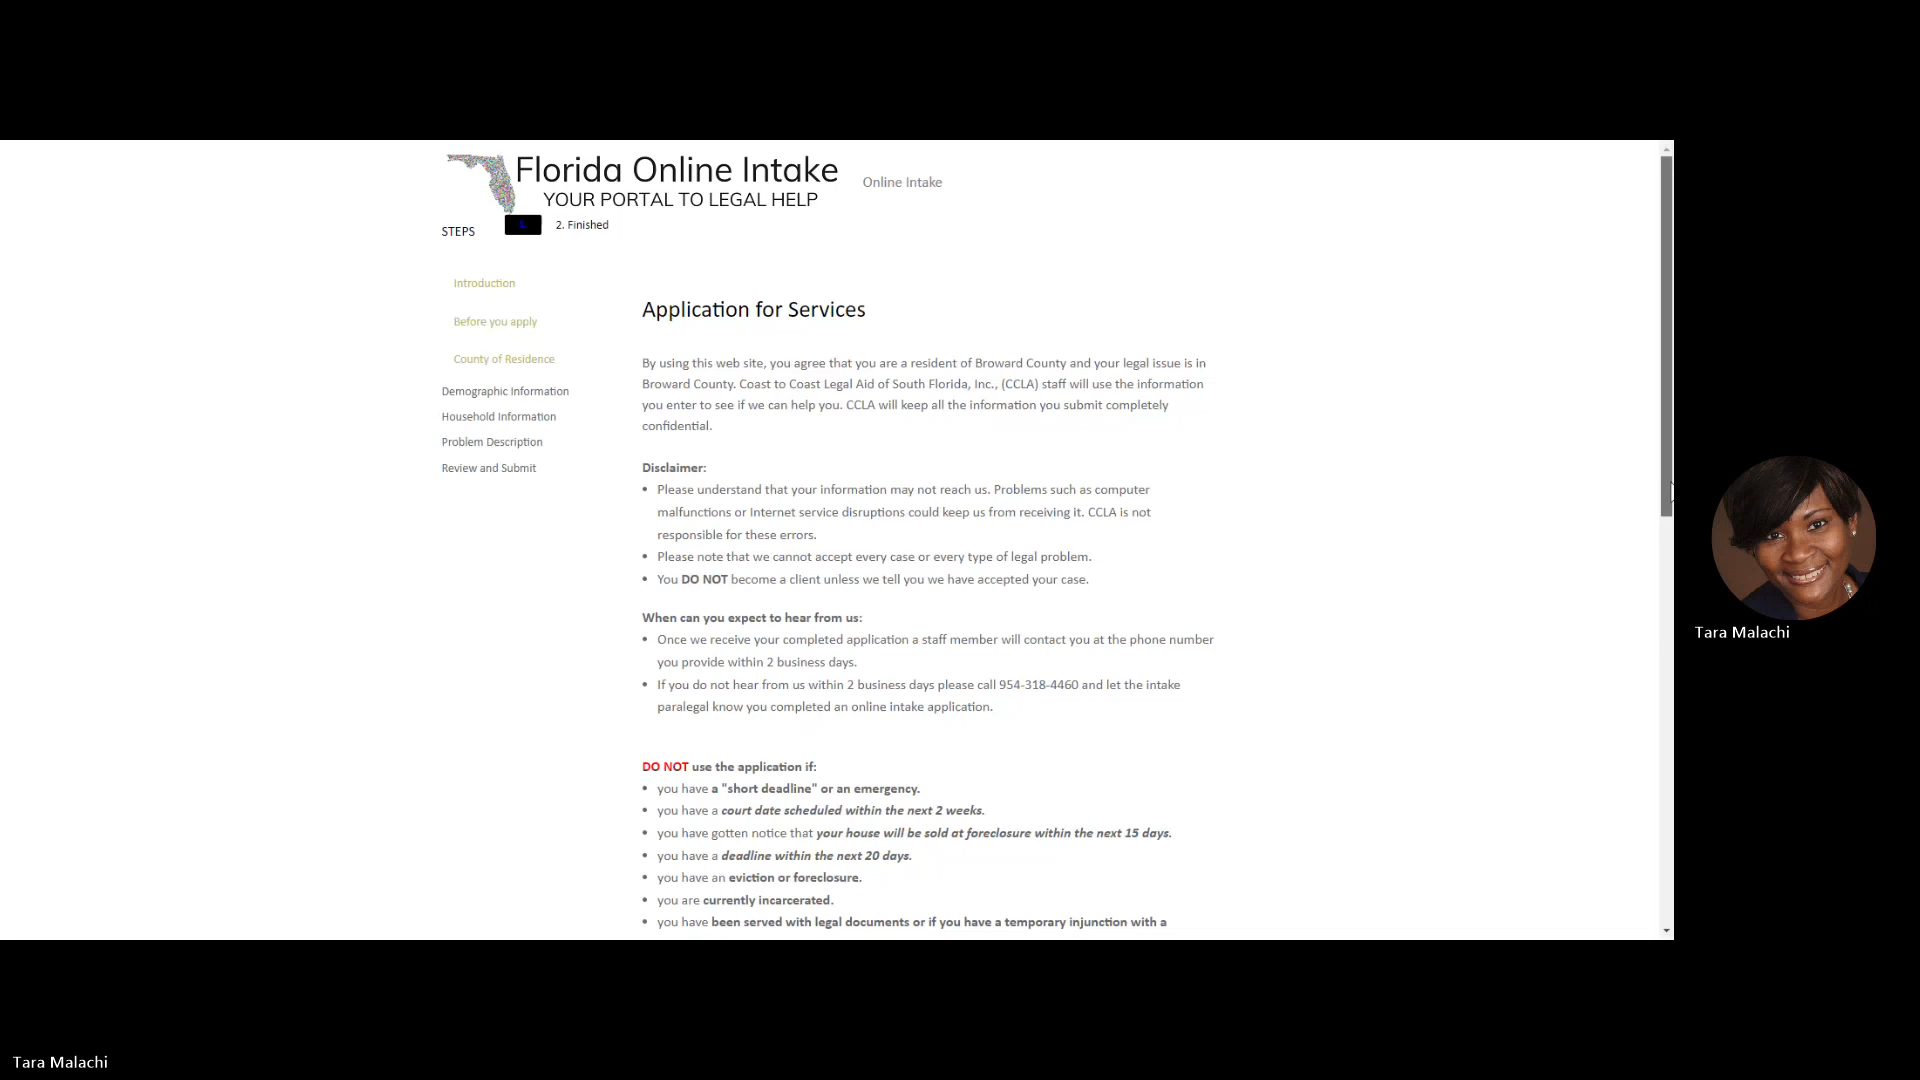 Florida Online Intake
YOUR PORTAL TO LEGAL HELP
Online Intake
STEPS
2. Finished
Introduction
Before you apply
County of Residence
Demographic Information
Household Information
Problem Description
Review and Submit
Application for Services
By using this web site, you agree that you are a resident of Broward County and your legal issue is in
Broward County. Coast to Coast Legal Aid of South Florida, Inc., (CCLA) staff will use the information
you enter to see if we can help you. CCLA will keep all the information you submit completely
confidential.
Disclaimer:
• Please understand that your information may not reach us. Problems such as computer
malfunctions or Internet service disruptions could keep us from receiving it. CCLA is not
responsible for these errors.
• Please note that we cannot accept every case or every type of legal problem.
• You DO NOT become a client unless we tell you we have accepted your case.
When can you expect to hear from us:
• Once we receive your completed application a staff member will contact you at the phone number
you provide within 2 business days.
• If you do not hear from us within 2 business days please call 954-318-4460 and let the intake
paralegal know you completed an online intake application.
DO NOT use the application if:
• you have a "short deadline" or an emergency.
• you have a court date scheduled within the next 2 weeks.
• you have gotten notice that your house will be sold at foreclosure within the next 15 days.
• you have a deadline within the next 20 days.
• you have an eviction or foreclosure.
• you are currently incarcerated.
• you have been served with legal documents or if you have a temporary injunction with a
Tara Malachi
Tara Malachi